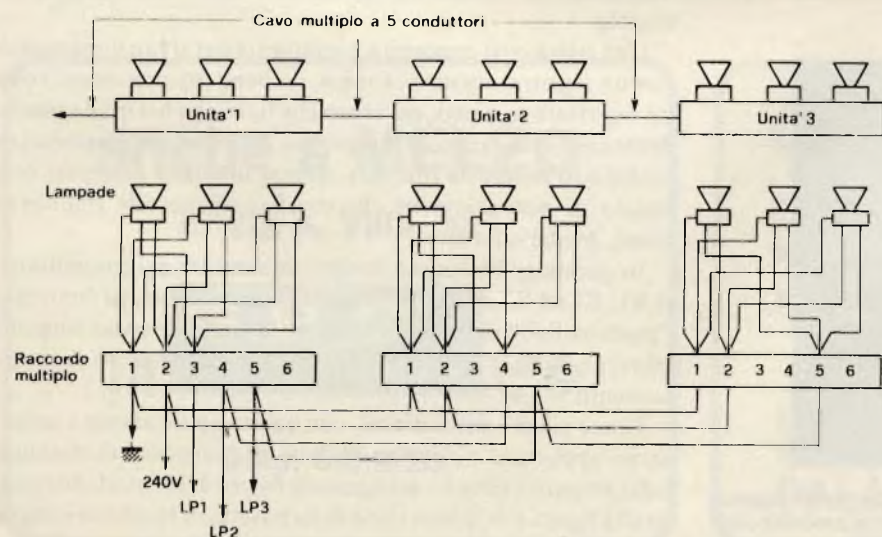 Cavo multiplo a 5 conduttori
Unita' 1
Unita' 2
Unita' 3
Lampade
Raccordo multiplo
1 2 3 4 5 6
1 2 3 4 5 6
1 2 3 4 5 6
240V
LP1
LP3
LP2